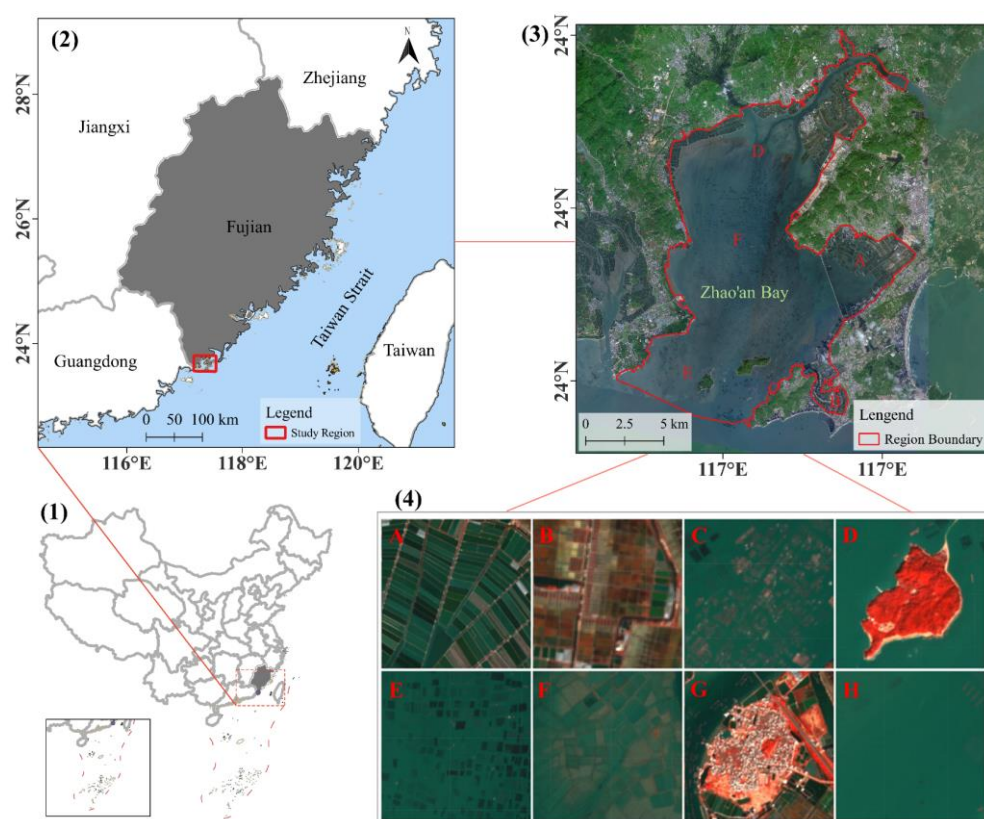 (2)
N
Zhejiang
Jiangxi
Fujian
Taiwan Strait
Guangdong
Taiwan
0 50 100 km
Legend
Study Region
28°N
26°N
24°N
116°E 118°E 120°E
(3)
24°N
24°N
24°N
D
F
A
Zhao'an Bay
E
0 2.5 5 km
Lengend
Region Boundary
117°E 117°E
(1)
(4)
A B C D
E F G H